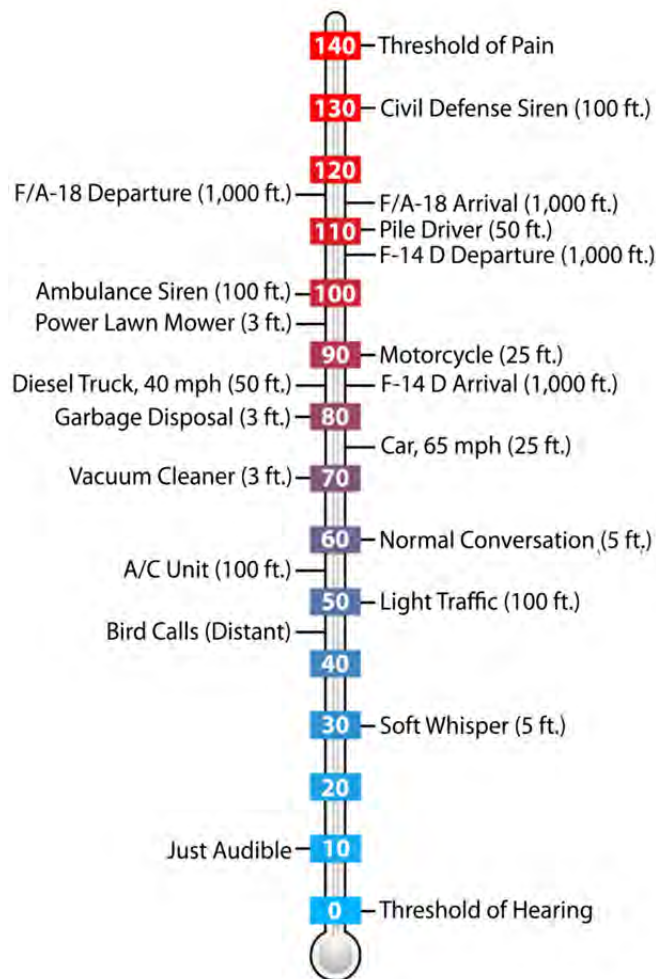 140 Threshold of Pain
130 Civil Defense Siren (100 ft.)
120
F/A-18 Departure (1,000 ft.)
F/A-18 Arrival (1,000 ft.)
110 Pile Driver (50 ft.)
F-14 D Departure (1,000 ft.)
Ambulance Siren (100 ft.) 100
Power Lawn Mower (3 ft.)
90 Motorcycle (25 ft.)
Diesel Truck, 40 mph (50 ft.) F-14 D Arrival (1,000 ft.)
Garbage Disposal (3 ft.) 80
Car, 65 mph (25 ft.)
Vacuum Cleaner (3 ft.) 70
60 Normal Conversation (5 ft.)
A/C Unit (100 ft.)
50 Light Traffic (100 ft.)
Bird Calls (Distant)
40
30 Soft Whisper (5 ft.)
20
Just Audible 10
0 Threshold of Hearing